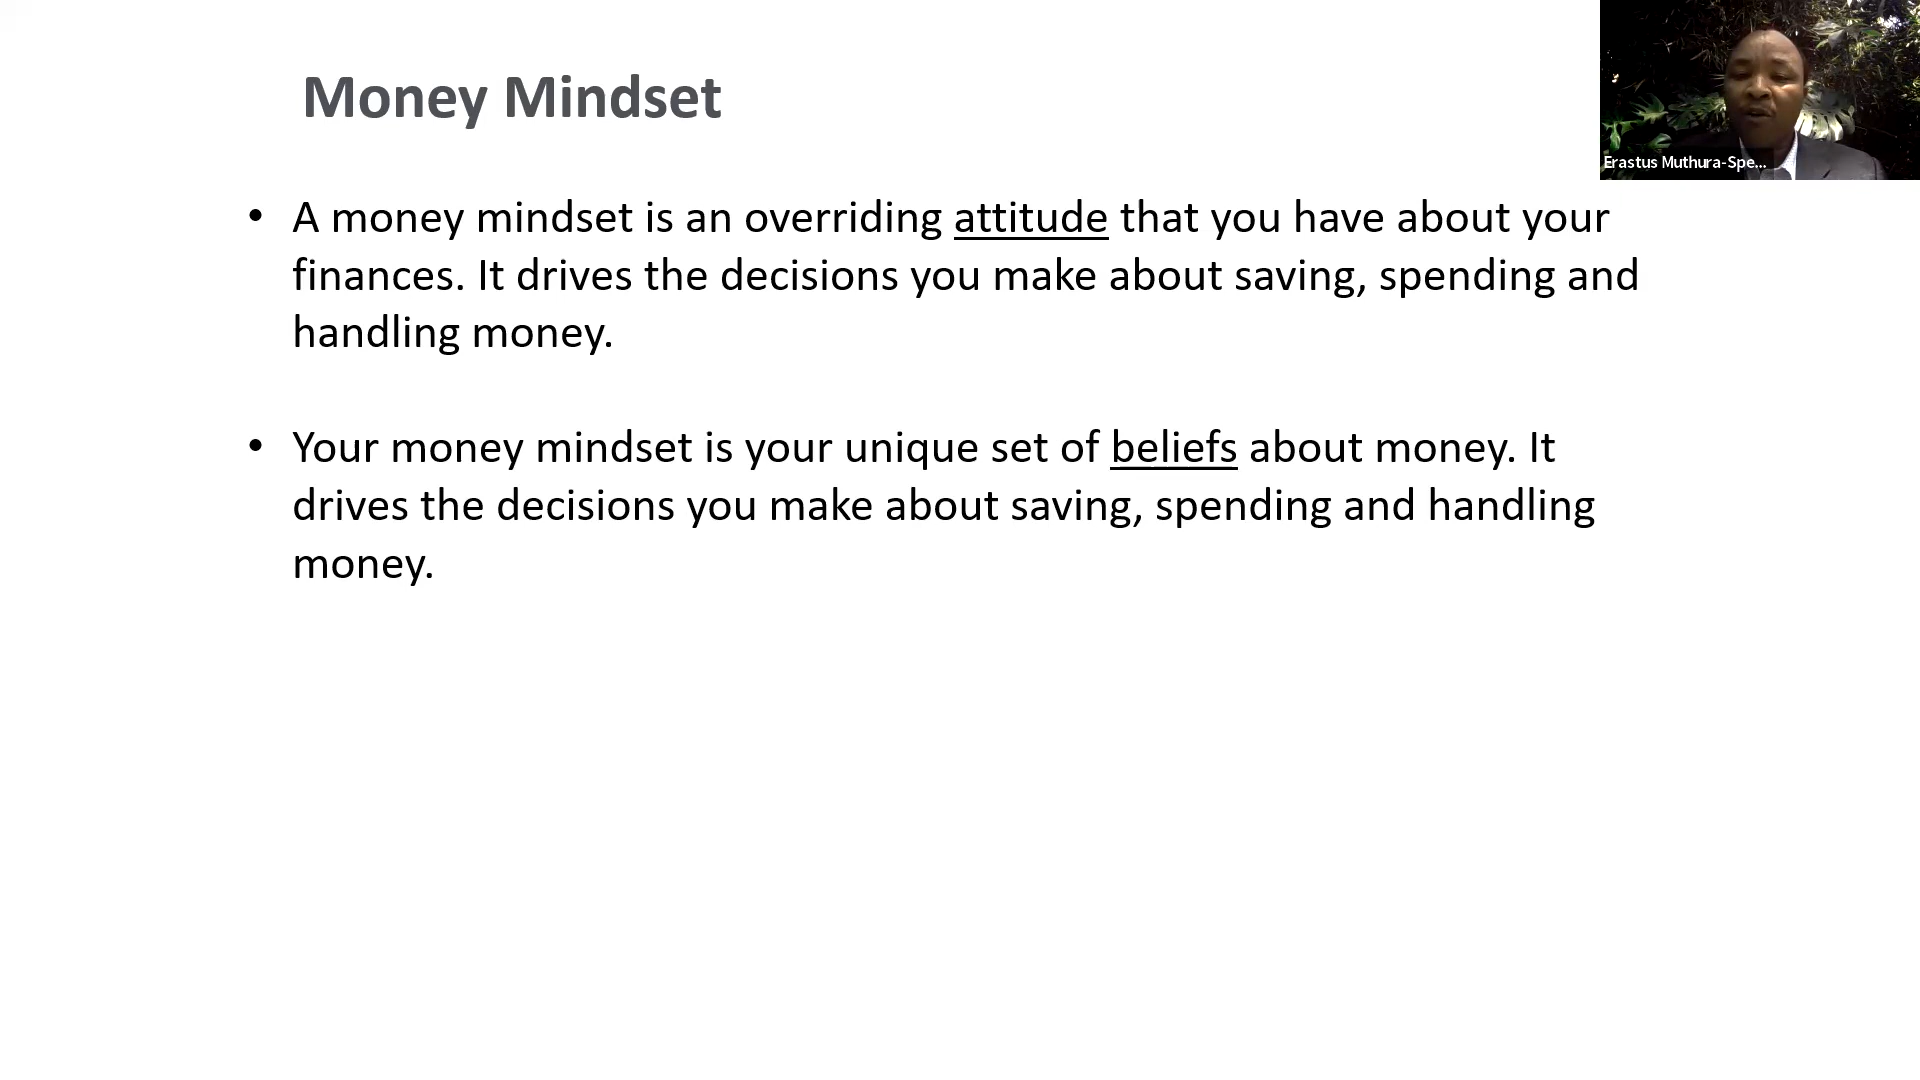 Money Mindset
• A money mindset is an overriding attitude that you have about your
finances. It drives the decisions you make about saving, spending and
handling money.
• Your money mindset is your unique set of beliefs about money. It
drives the decisions you make about saving, spending and handling
money.
Erastus Muthura-Spe...